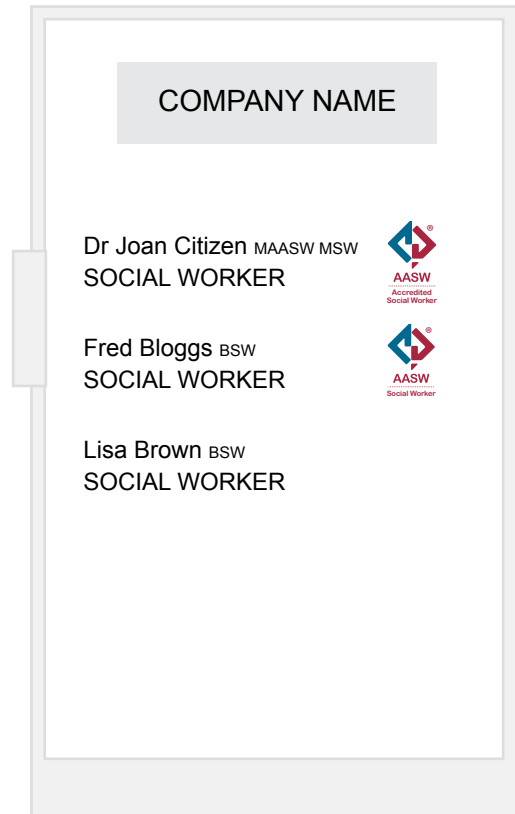 COMPANY NAME
Dr Joan Citizen MAASW MSW
SOCIAL WORKER
®
AASW
Accredited
Social Worker
Fred Bloggs BSW
SOCIAL WORKER
®
AASW
Social Worker
Lisa Brown BSW
SOCIAL WORKER